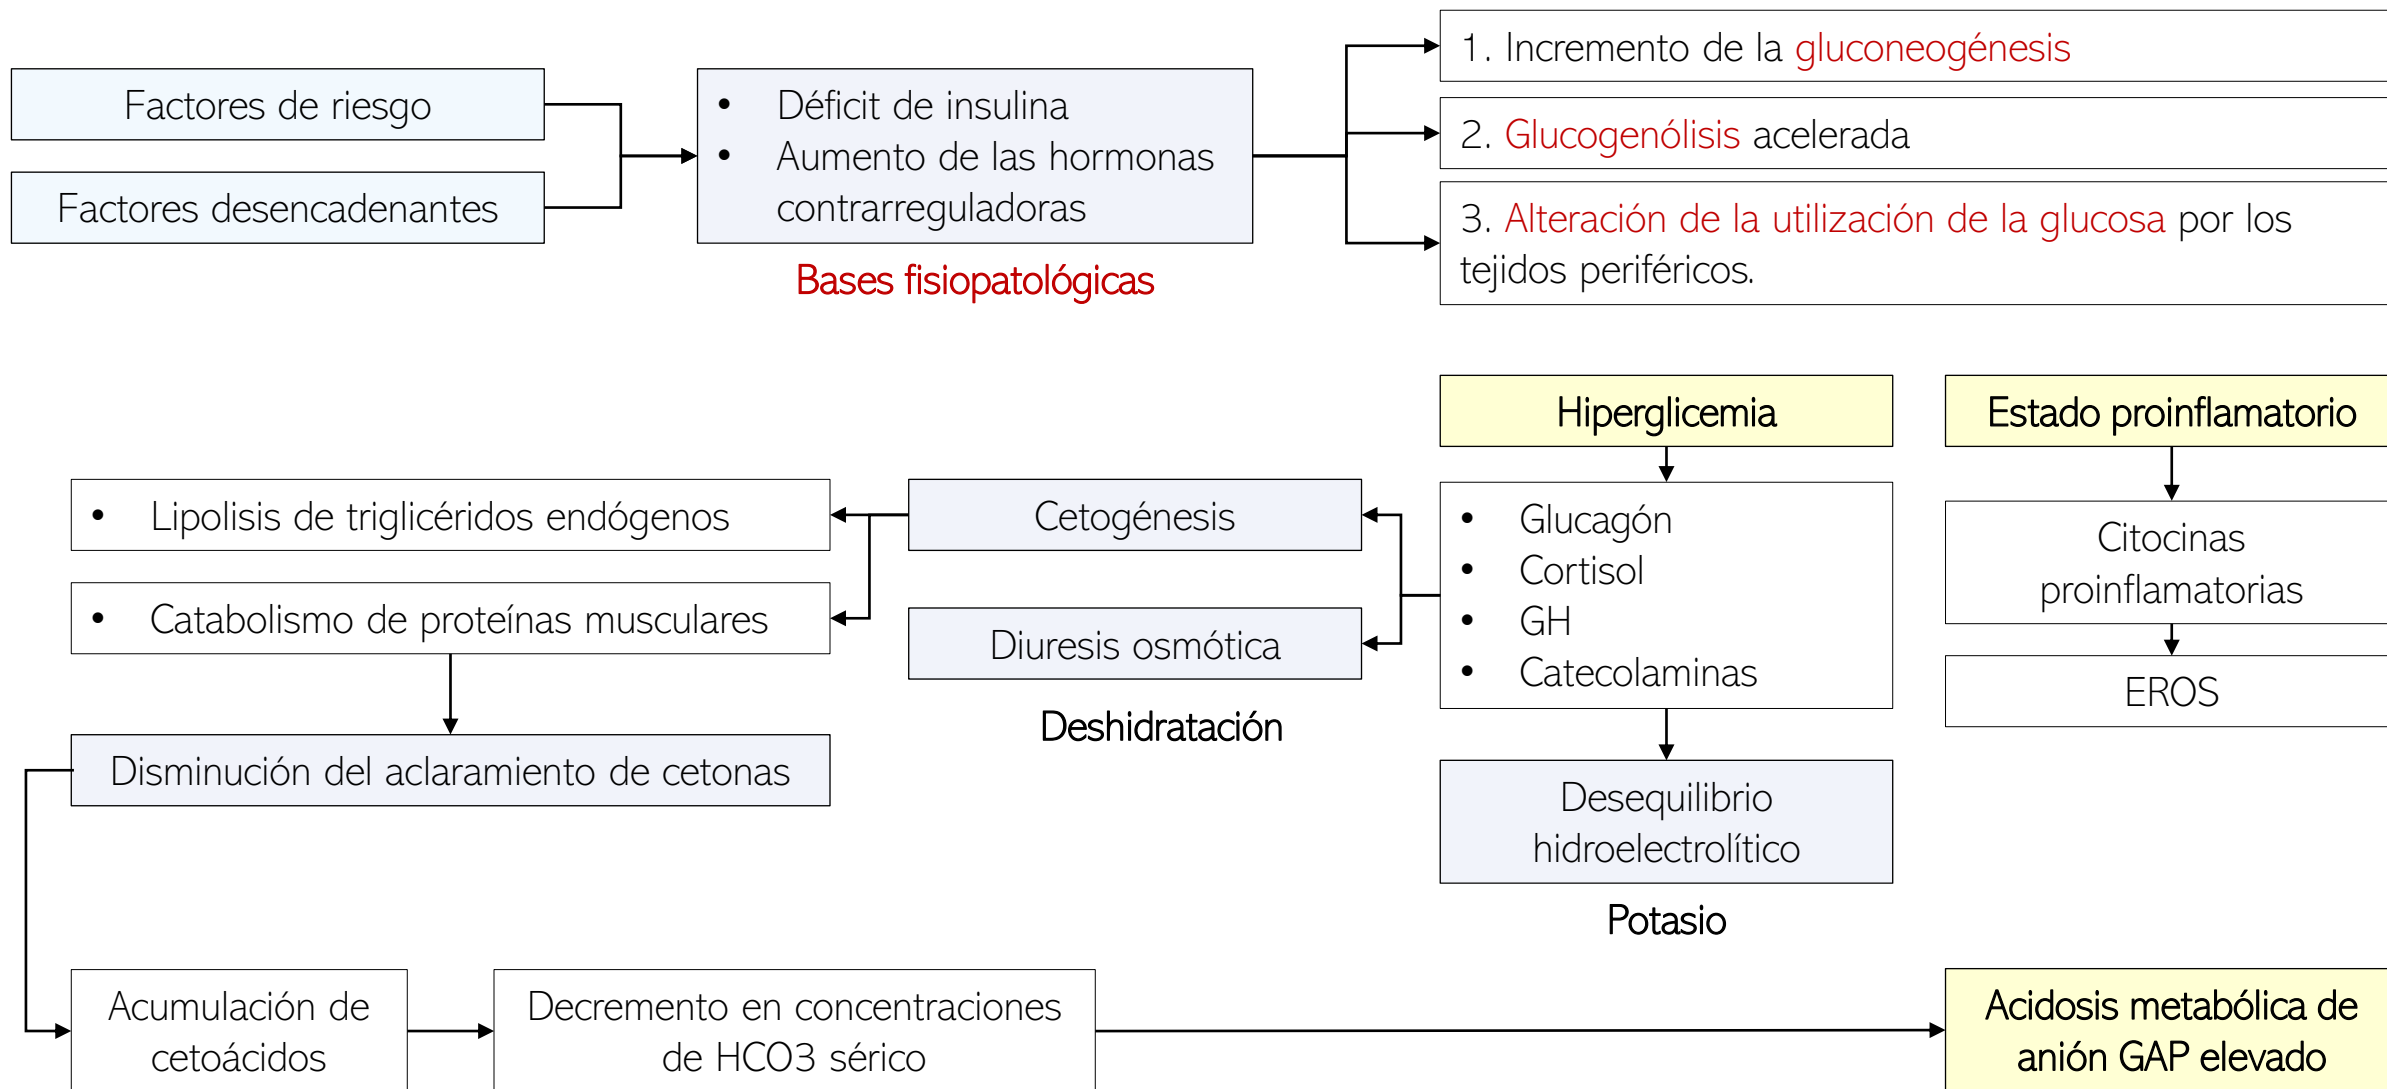 Factores de riesgo
Factores desencadenantes
• Déficit de insulina
• Aumento de las hormonas
contrarreguladoras
Bases fisiopatológicas
1. Incremento de la gluconeogénesis
2. Glucogenólisis acelerada
3. Alteración de la utilización de la glucosa por los
tejidos periféricos.
Hiperglicemia
Estado proinflamatorio
• Glucagón
• Cortisol
• GH
• Catecolaminas
Citocinas
proinflamatorias
EROS
Cetogénesis
Diuresis osmótica
Deshidratación
• Lipolisis de triglicéridos endógenos
• Catabolismo de proteínas musculares
Disminución del aclaramiento de cetonas
Desequilibrio
hidroelectrolítico
Potasio
Acumulación de
cetoácidos
Decremento en concentraciones
de HCO3 sérico
Acidosis metabólica de
anión GAP elevado